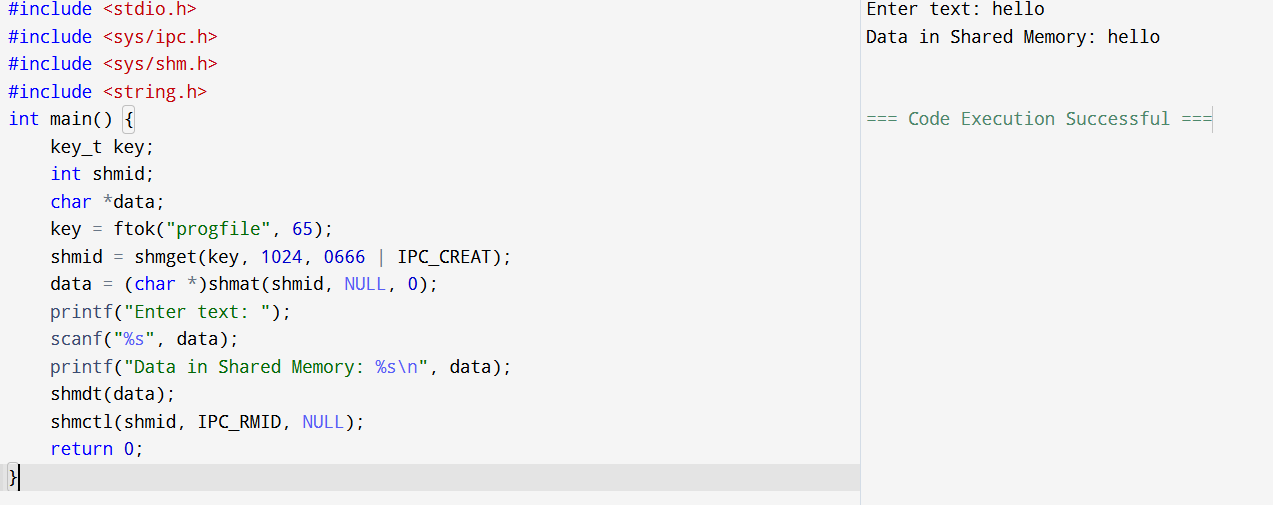 #include <stdio.h>
#include <sys/ipc.h>
#include <sys/shm.h>
#include <string.h>
int main() {
    key_t key;
    int shmid;
    char *data;
    key = ftok("progfile", 65);
    shmid = shmget(key, 1024, 0666 | IPC_CREAT);
    data = (char *)shmat(shmid, NULL, 0);
    printf("Enter text: ");
    scanf("%s", data);
    printf("Data in Shared Memory: %s\n", data);
    shmdt(data);
    shmctl(shmid, IPC_RMID, NULL);
    return 0;
}
Enter text: hello
Data in Shared Memory: hello
=== Code Execution Successful ===